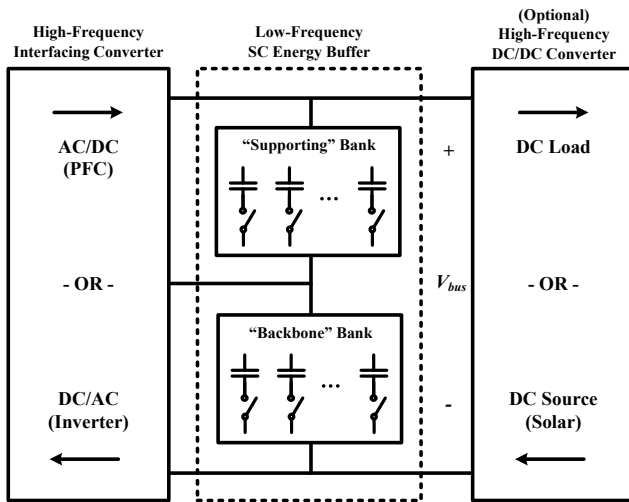 High-Frequency
Interfacing Converter
Low-Frequency
SC Energy Buffer
(Optional)
High-Frequency
DC/DC Converter
AC/DC
(PFC)
- OR -
DC/AC
(Inverter)
“Supporting” Bank
...
“Backbone” Bank
...
+
Vbus
-
DC Load
- OR -
DC Source
(Solar)